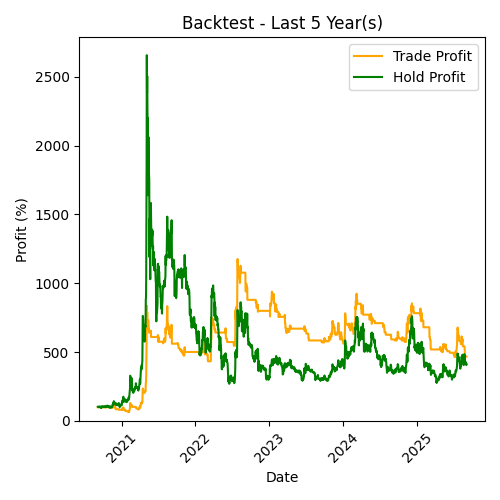 Backtest - Last 5 Year(s)
Trade Profit
Hold Profit
Profit (%)
2500
2000
1500
1000
500
0
2021
2022
2023
2024
2025
Date